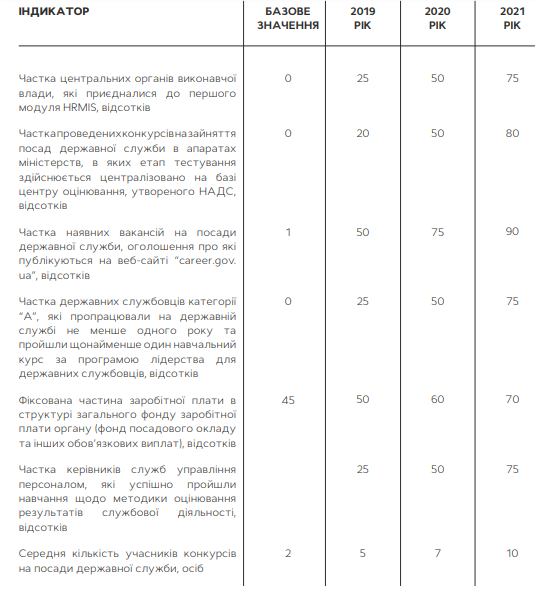 ІНДИКАТОР БАЗОВЕ 2019 2020 2021
ЗНАЧЕННЯ РІК РІК РІК
Частка центральних органів виконавчої 0 25 50 75
влади, які приєдналися до першого
модуля HRMIS, відсотків
Частка проведених конкурсів на зайняття 0 20 50 80
посад державної служби в апаратах
міністерств, в яких етап тестування
здійснюється централізовано на базі
центру оцінювання, утвореного НАДС,
відсотків
Частка наявних вакансій на посади 1 50 75 90
державної служби, оголошення про які
публікуються на веб-сайті “career.gov.
ua”, відсотків
Частка державних службовців категорії 0 25 50 75
“А”, які пропрацювали на державній
службі не менше одного року та
пройшли щонайменше один навчальний
курс за програмою лідерства для
державних службовців, відсотків
Фіксована частина заробітної плати в 45 50 60 70
структурі загального фонду заробітної
плати органу (фонд посадового окладу
та інших обов’язкових виплат), відсотків
Частка керівників служб управління 25 50 75
персоналом, які успішно пройшли
навчання щодо методики оцінювання
результатів службової діяльності,
відсотків
Середня кількість учасників конкурсів 2 5 7 10
на посади державної служби, осіб